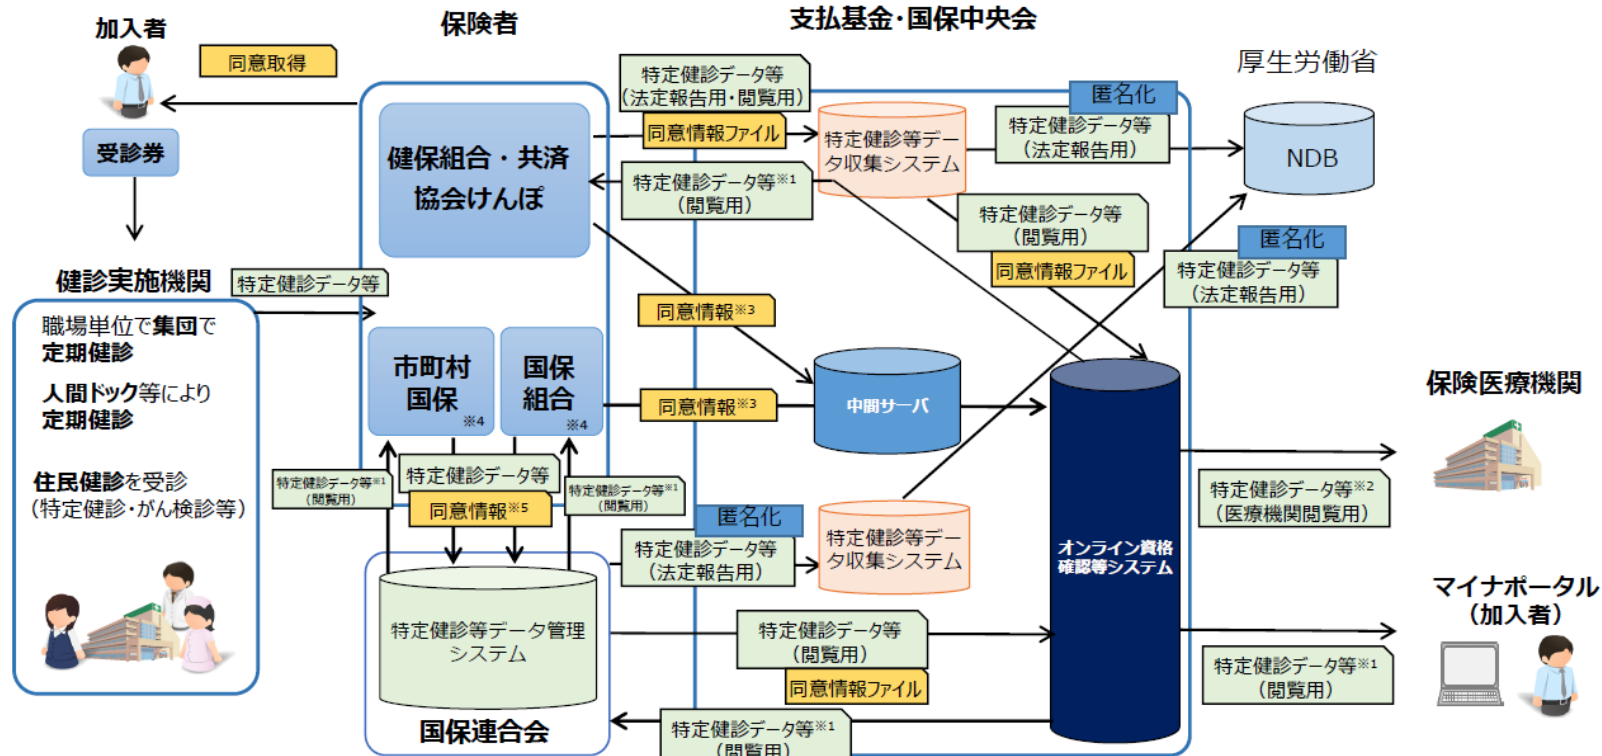 加入者
保険者
支払基金・国保中央会
同意取得
厚生労働省
受診券
健保組合・共済
協会けんぽ
特定健診データ等
（法定報告用・閲覧用）
同意情報ファイル
特定健診データ等※1
（閲覧用）
特定健診等デー
タ収集システム
匿名化
特定健診データ等
（法定報告用）
NDB
特定健診データ等
（閲覧用）
同意情報ファイル
匿名化
特定健診データ等
（法定報告用）
健診実施機関
特定健診データ等
職場単位で集団で
定期健診
人間ドック等により
定期健診
住民健診を受診
（特定健診・がん検診等）
同意情報※3
市町村
国保
※4
国保
組合
※4
同意情報※3
中間サーバ
保険医療機関
特定健診データ等※1
（閲覧用）
特定健診データ等
同意情報※5
特定健診データ等※1
（閲覧用）
匿名化
特定健診データ等
（法定報告用）
特定健診等デー
タ収集システム
オンライン資格
確認等システム
特定健診データ等※2
（医療機関閲覧用）
マイナポータル
（加入者）
特定健診等データ管理
システム
特定健診データ等
（閲覧用）
同意情報ファイル
特定健診データ等※1
（閲覧用）
国保連合会
特定健診データ等※1
（閲覧用）